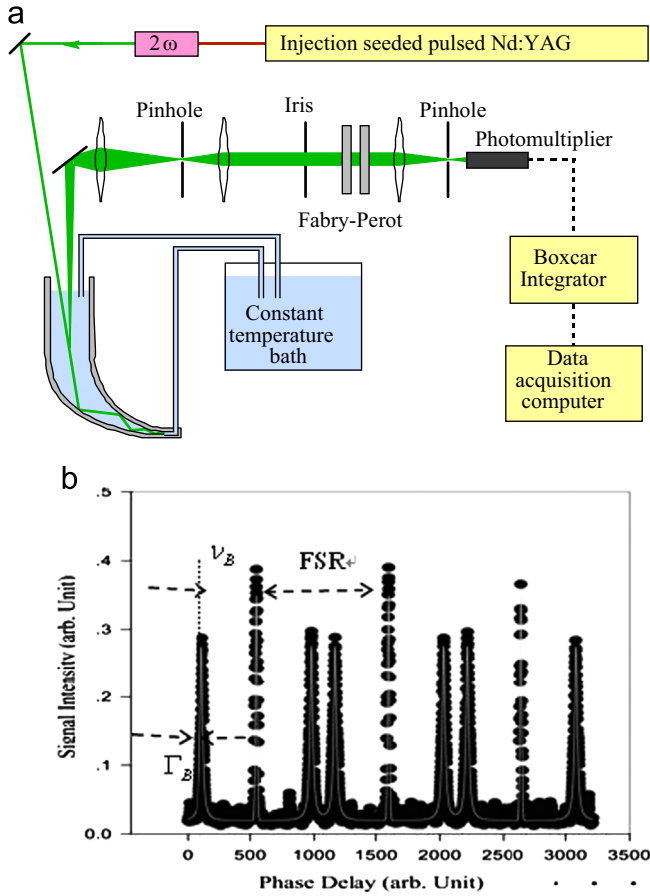 a
2ω
Injection seeded pulsed Nd:YAG
Pinhole
Iris
Pinhole
Photomultiplier
Fabry-Perot
Constant
temperature
bath
Boxcar
Integrator
Data
acquisition
computer
b
.5
.4
.3
.2
.1
0.0
Signal Intensity (arb. Unit)
ν_B
FSR↵
Γ_B
0 500 1000 1500 2000 2500 3000 3500
Phase Delay (arb. Unit)